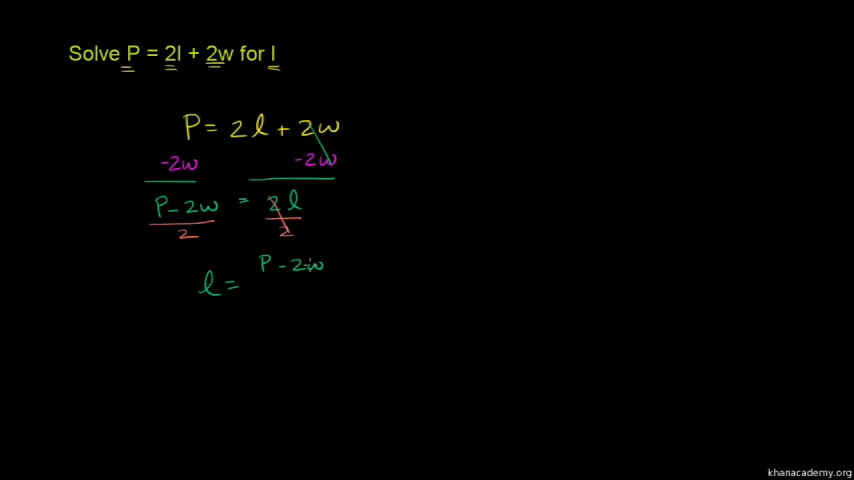 Solve P = 2l + 2w for l
P = 2l + 2w
-2w -2w
P - 2w = 2l
2 2
l = P - 2w
khanacademy.org